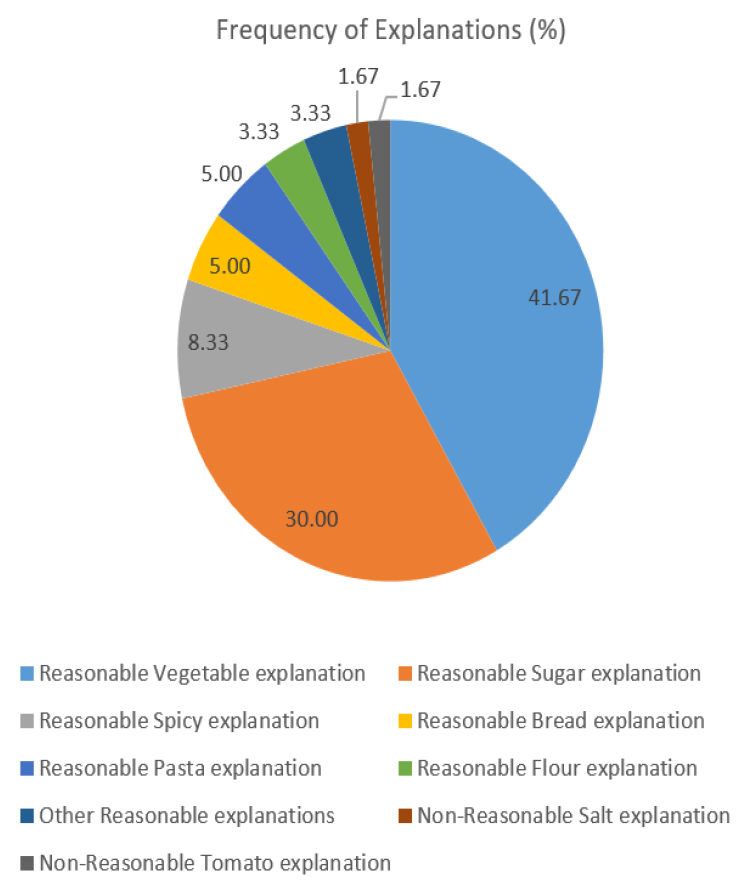 Frequency of Explanations (%)
1.67
1.67
3.33
3.33
5.00
5.00
8.33
41.67
30.00
Reasonable Vegetable explanation
Reasonable Sugar explanation
Reasonable Spicy explanation
Reasonable Bread explanation
Reasonable Pasta explanation
Reasonable Flour explanation
Other Reasonable explanations
Non-Reasonable Salt explanation
Non-Reasonable Tomato explanation